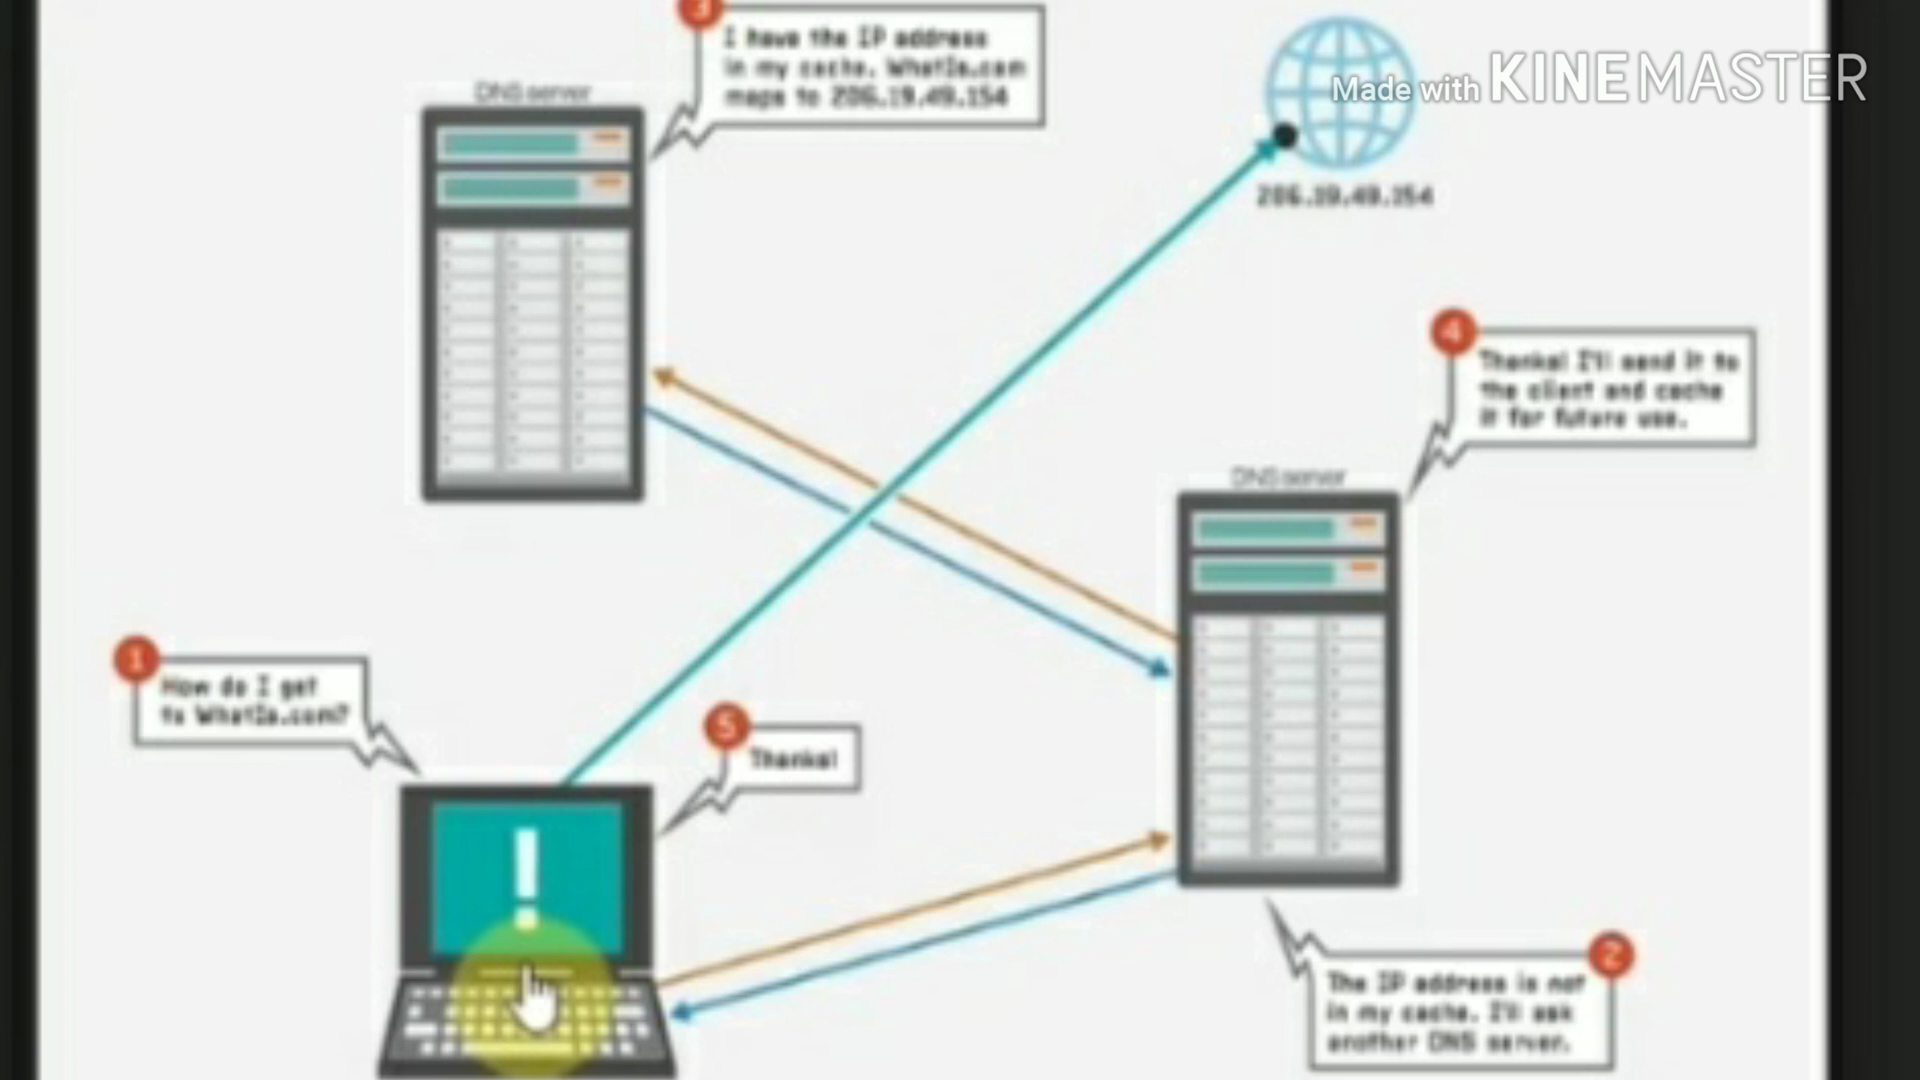 3
I have the IP address
in my cache. WhatIs.com
maps to 206.19.49.154
DNS server
Made with KINEMASTER
206.19.49.154
4
Thanks! I'll send it to
the client and cache
it for future use.
DNS server
1
How do I get
to WhatIs.com?
5
Thanks!
2
The IP address is not
in my cache. I'll ask
another DNS server.